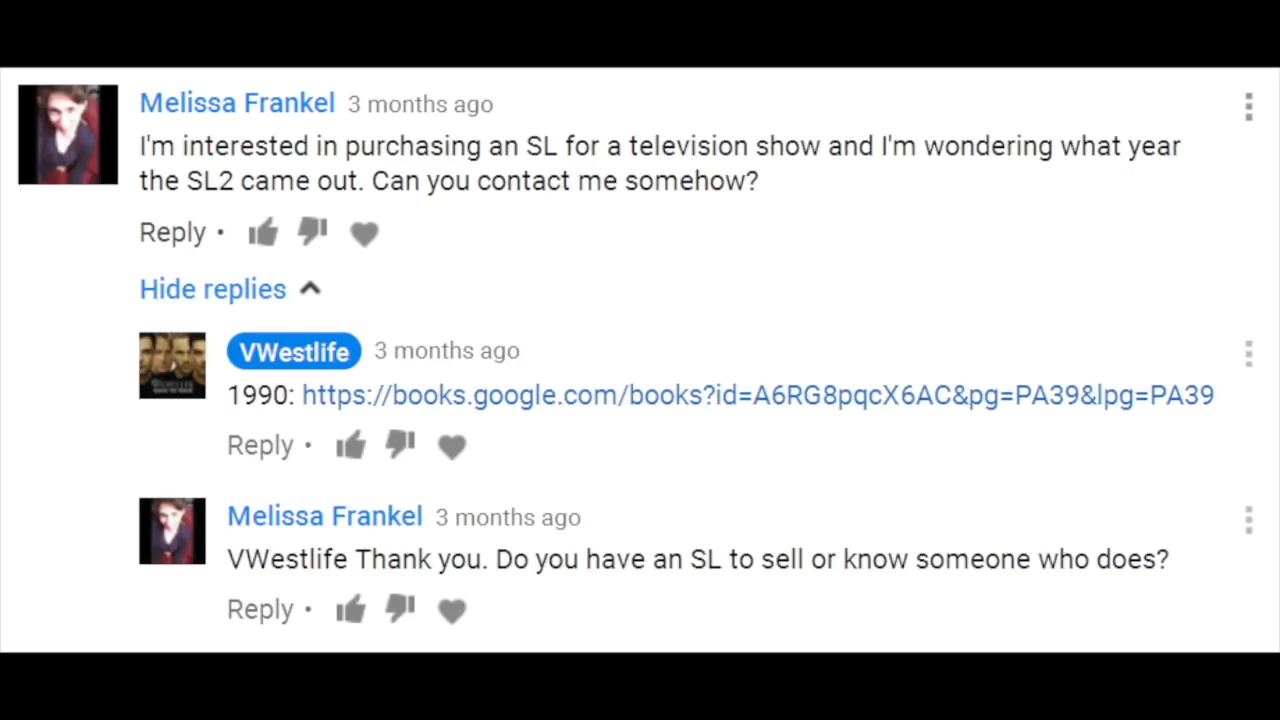 Melissa Frankel 3 months ago
I'm interested in purchasing an SL for a television show and I'm wondering what year
the SL2 came out. Can you contact me somehow?
Reply •
Hide replies
VWestlife 3 months ago
1990: https://books.google.com/books?id=A6RG8pqcX6AC&pg=PA39&lpg=PA39
Reply •
Melissa Frankel 3 months ago
VWestlife Thank you. Do you have an SL to sell or know someone who does?
Reply •